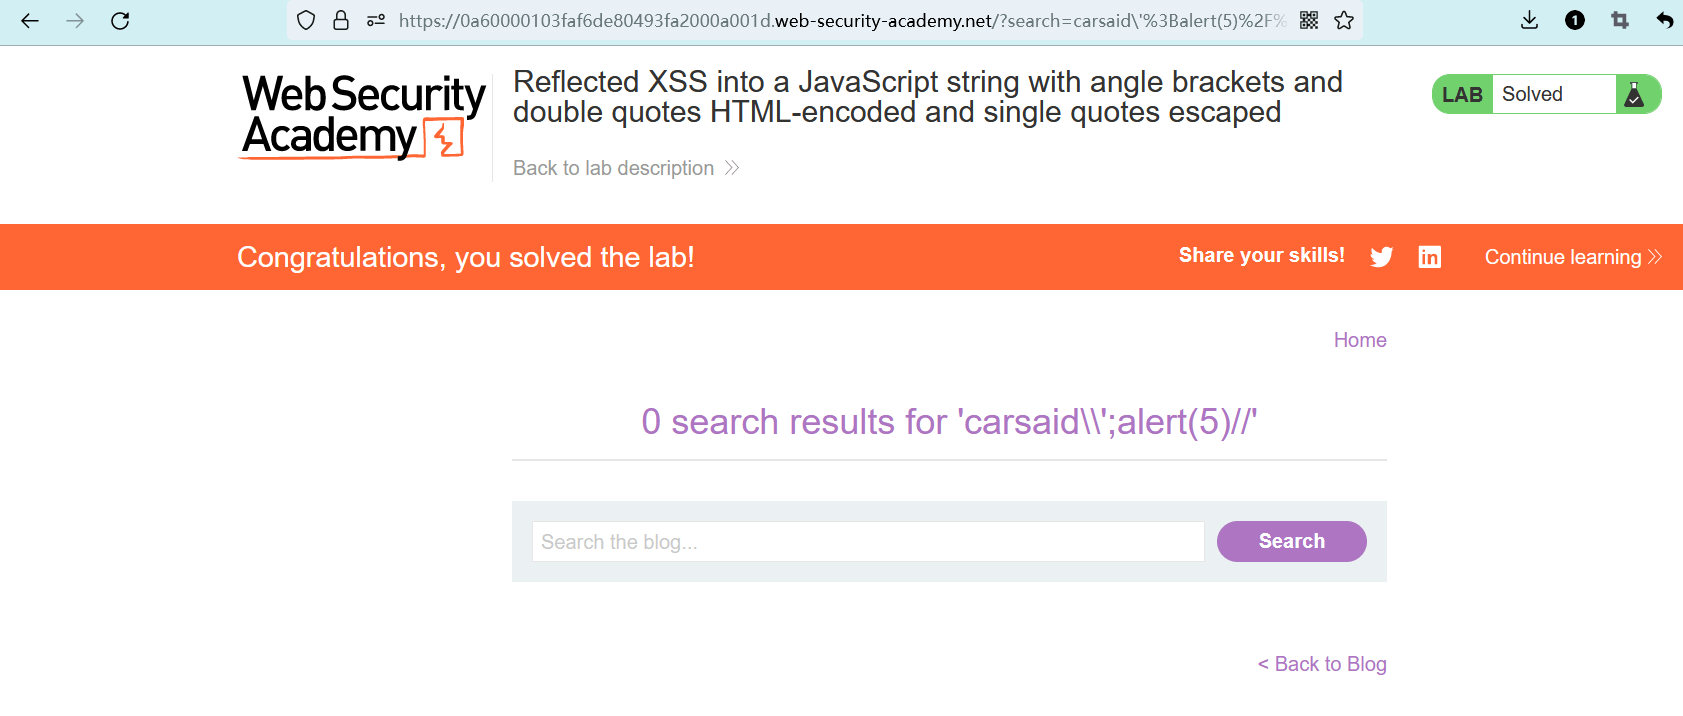 https://0a60000103faf6de80493fa2000a001d.web-security-academy.net/?search=carsaid\'%3Balert(5)%2F%
1
Web Security
Academy
Reflected XSS into a JavaScript string with angle brackets and
double quotes HTML-encoded and single quotes escaped
Back to lab description
LAB Solved
Congratulations, you solved the lab!
Share your skills!
in
Continue learning
Home
0 search results for 'carsaid\\';alert(5)//'
Search the blog...
Search
< Back to Blog